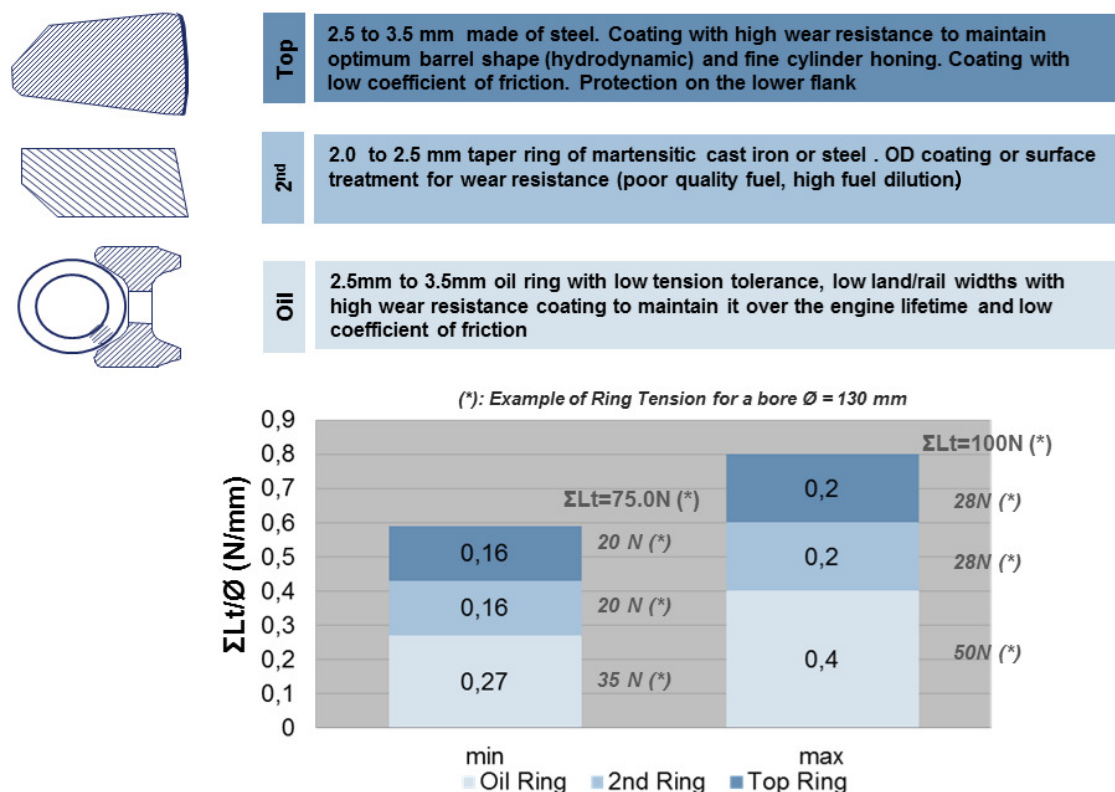 Top
2.5 to 3.5 mm made of steel. Coating with high wear resistance to maintain
optimum barrel shape (hydrodynamic) and fine cylinder honing. Coating with
low coefficient of friction. Protection on the lower flank
2nd
2.0 to 2.5 mm taper ring of martensitic cast iron or steel . OD coating or surface
treatment for wear resistance (poor quality fuel, high fuel dilution)
Oil
2.5mm to 3.5mm oil ring with low tension tolerance, low land/rail widths with
high wear resistance coating to maintain it over the engine lifetime and low
coefficient of friction
(*): Example of Ring Tension for a bore Ø = 130 mm
ΣLt/Ø (N/mm)
0,9
0,8
0,7
0,6
0,5
0,4
0,3
0,2
0,1
0
0,16
0,16
0,27
ΣLt=75.0N (*)
20 N (*)
20 N (*)
35 N (*)
0,2
0,2
0,4
ΣLt=100N (*)
28N (*)
28N (*)
50N (*)
min
max
Oil Ring
2nd Ring
Top Ring